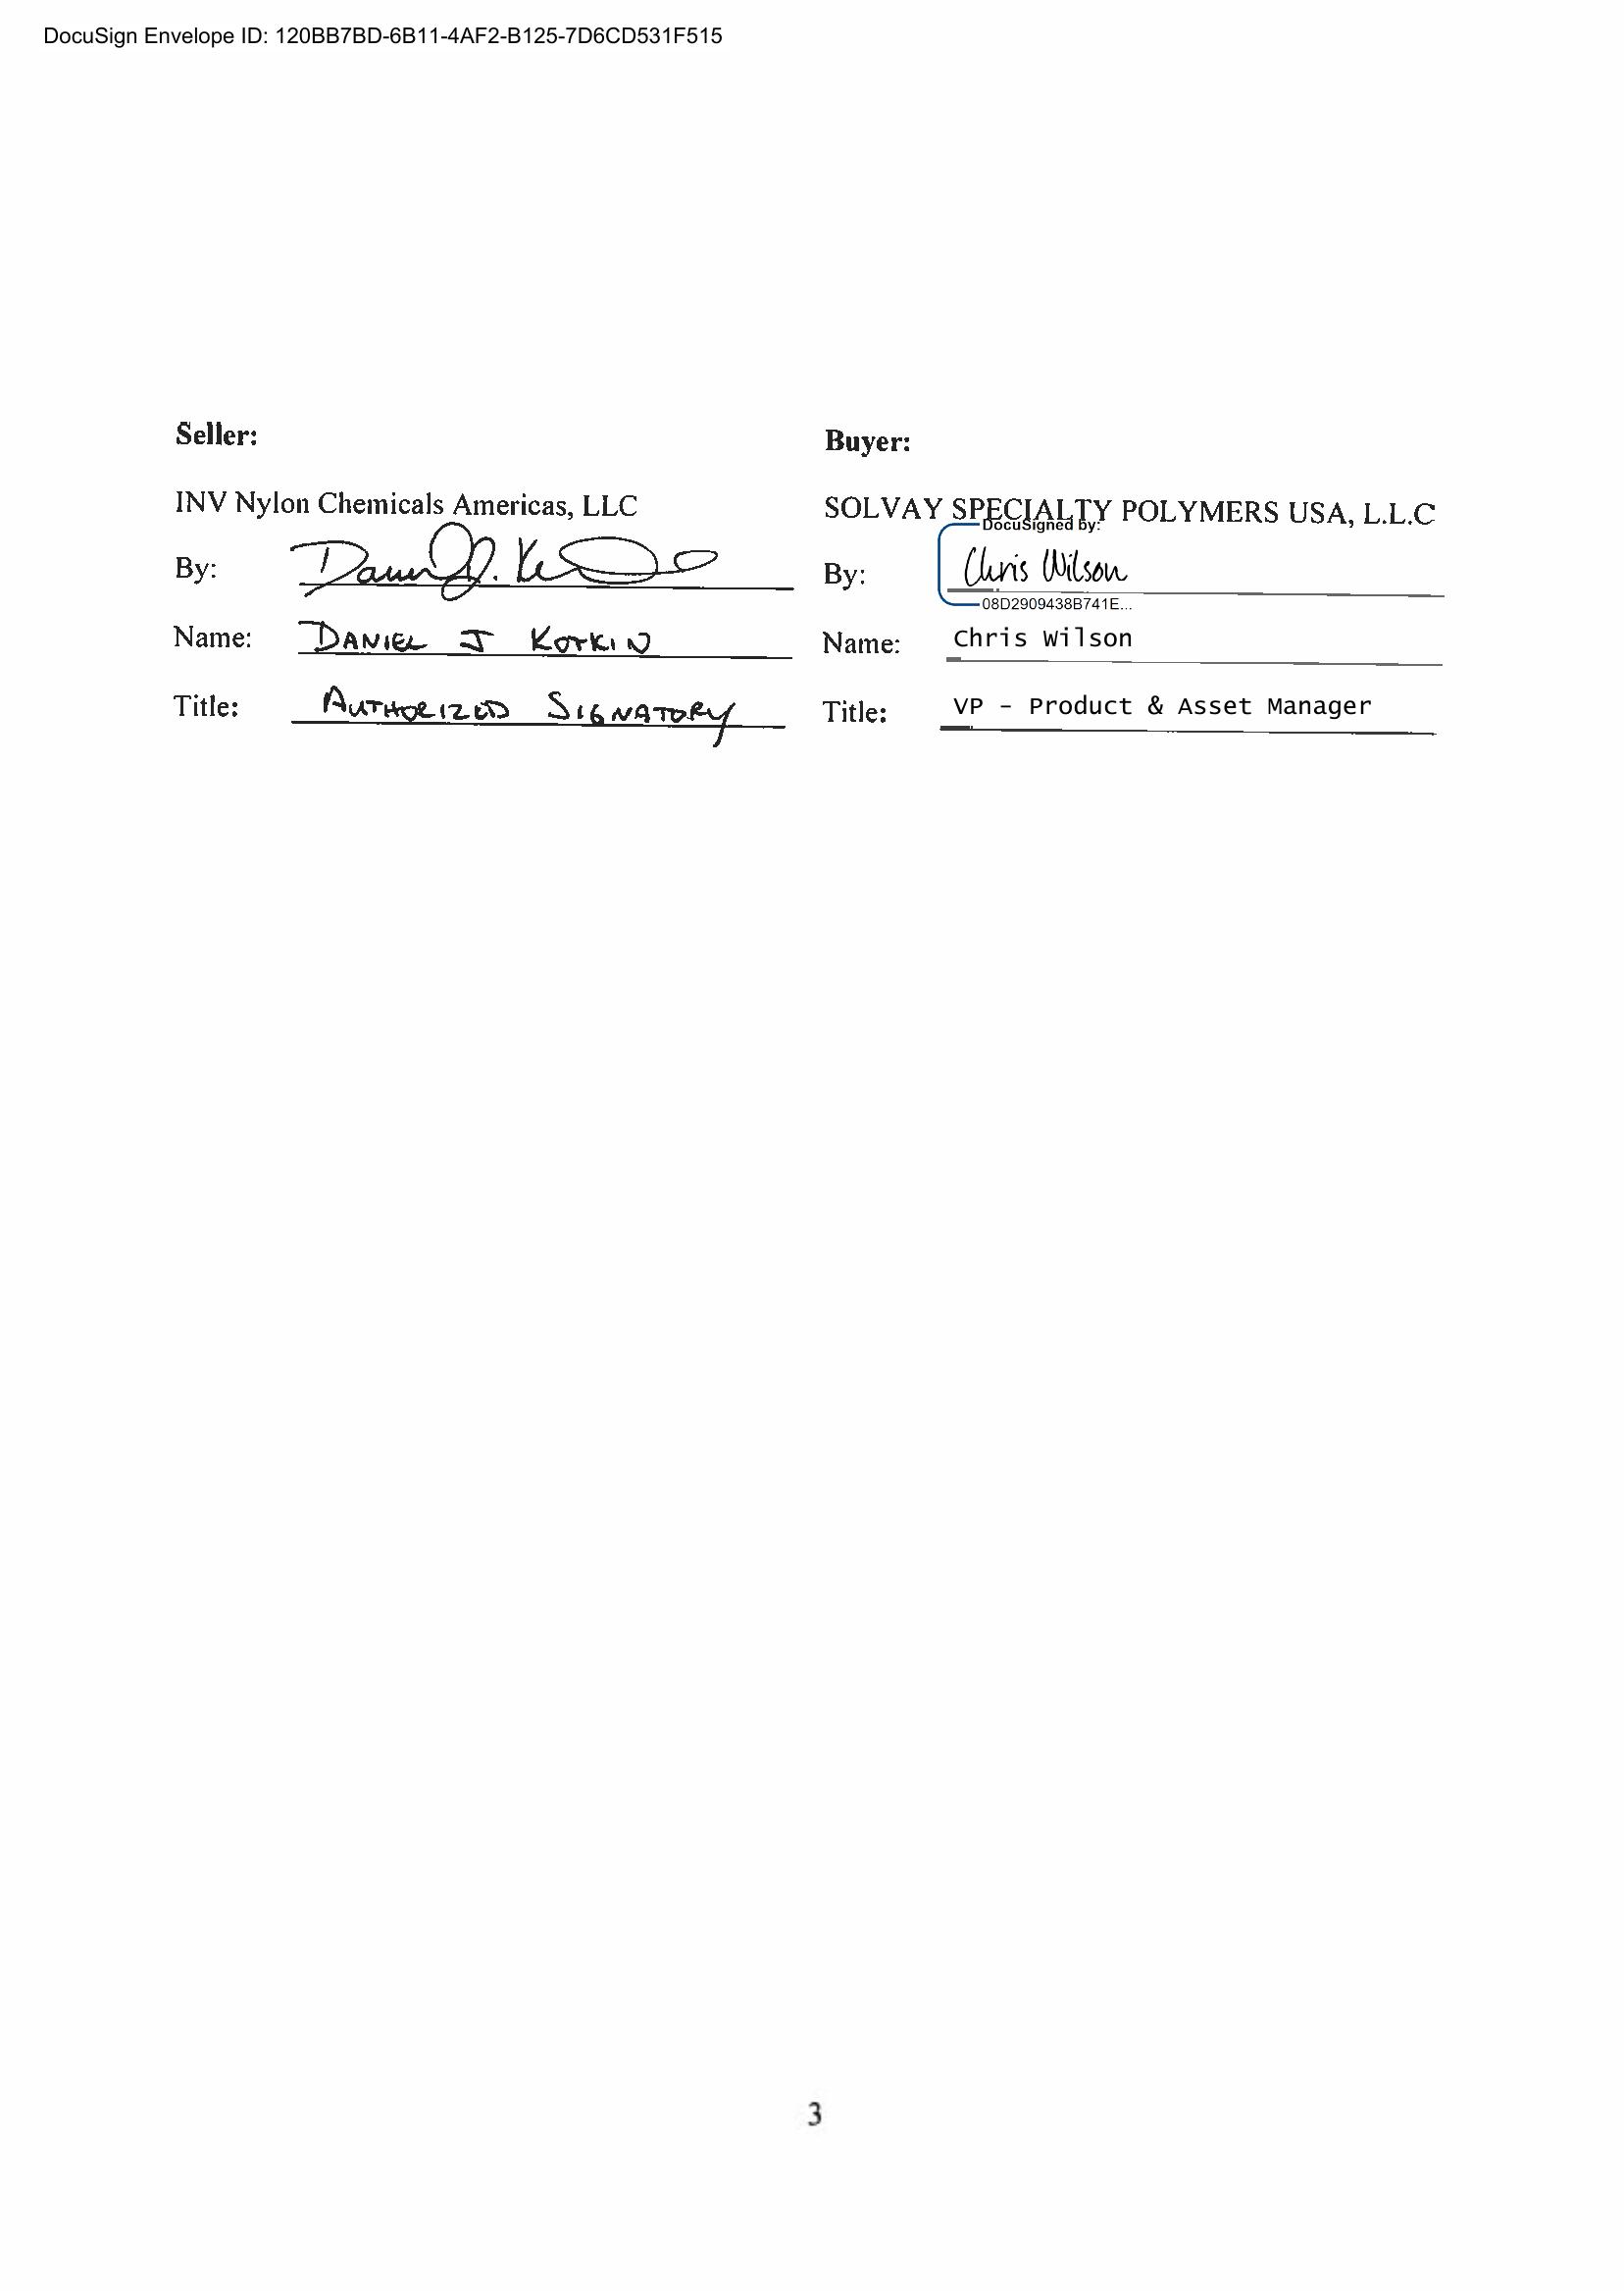 DocuSign Envelope ID: 120BB7BD-6B11-4AF2-B125-7D6CD531F515
Seller:
INV Nylon Chemicals Americas, LLC
By:
Name: DANIEL J KOTKIN
Title: AUTHORIZED SIGNATORY
Buyer:
SOLVAY SPECIALTY POLYMERS USA, L.L.C
DocuSigned by:
By: Chris Wilson
08D2909438B741E...
Name: Chris Wilson
Title: VP - Product & Asset Manager
3